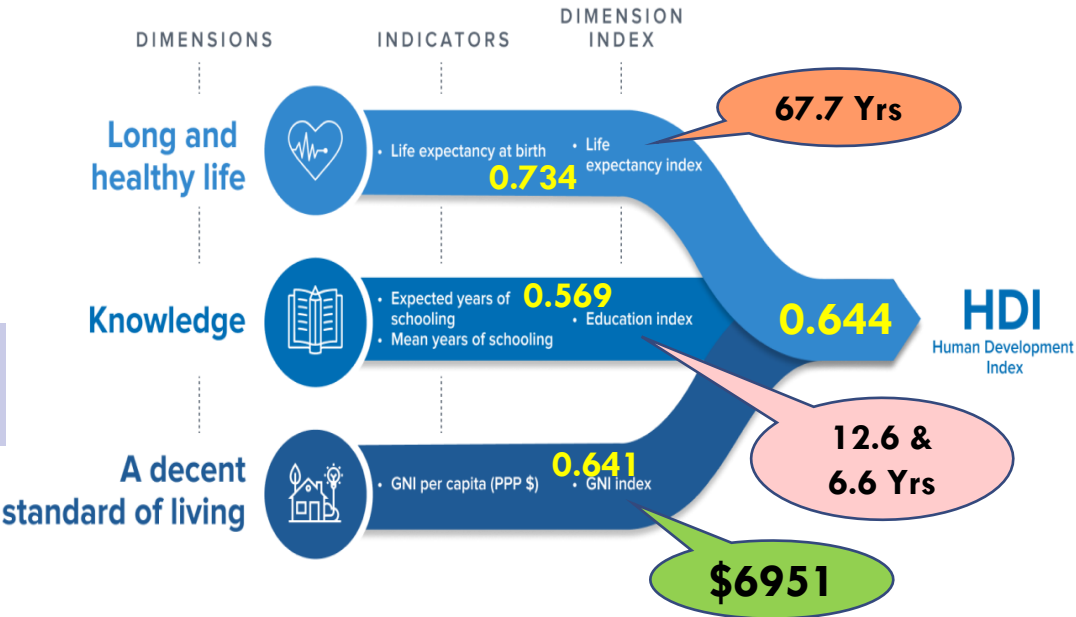 DIMENSIONS
INDICATORS
DIMENSION
INDEX
67.7 Yrs
Long and
healthy life
• Life expectancy at birth
0.734
• Life
expectancy index
Knowledge
• Expected years of
schooling
• Mean years of schooling
0.569
• Education index
0.644
HDI
Human Development
Index
12.6 &
6.6 Yrs
A decent
standard of living
• GNI per capita (PPP $)
0.641
• GNI index
$6951